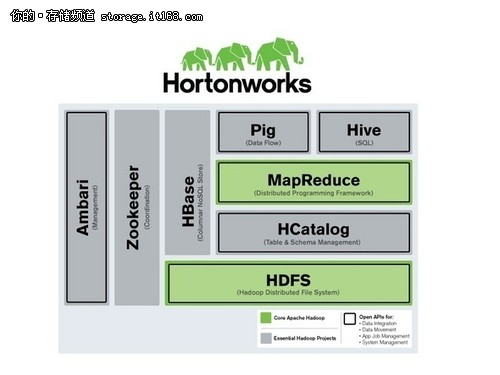 你的·存储频道 storage.it168.com
Hortonworks
Ambari
(Management)
Zookeeper
(Coordination)
HBase
(Columnar NoSQL Store)
Pig
(Data Flow)
Hive
(SQL)
MapReduce
(Distributed Programming Framework)
HCatalog
(Table & Schema Management)
HDFS
(Hadoop Distributed File System)
Core Apache Hadoop
Essential Hadoop Projects
Open APIs for:
• Data Integration
• Data Movement
• App Job Management
• System Management